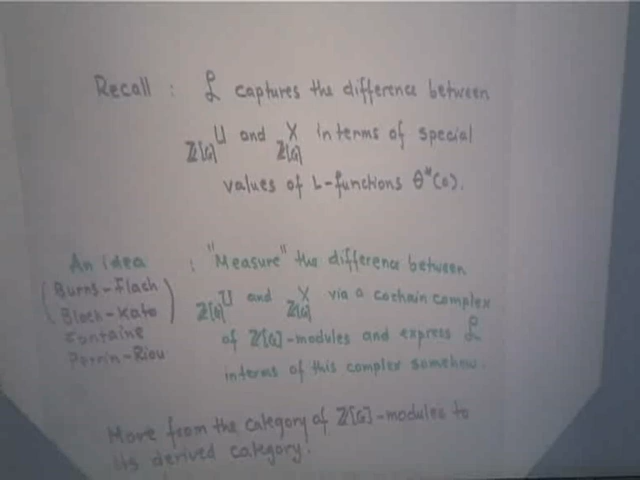 Recall : ℒ captures the difference between
ℤ[G]U and ℤ[G]X in terms of special
values of L-functions θ*(0).
An idea : "Measure" the difference between
(Burns-Flach
Bloch-Kato)
Fontaine
Perrin-Riou
ℤ[G]U and ℤ[G]X via a cochain complex
of ℤ[G]-modules and express ℒ
in terms of this complex somehow.
Move from the category of ℤ[G]-modules to
its derived category.